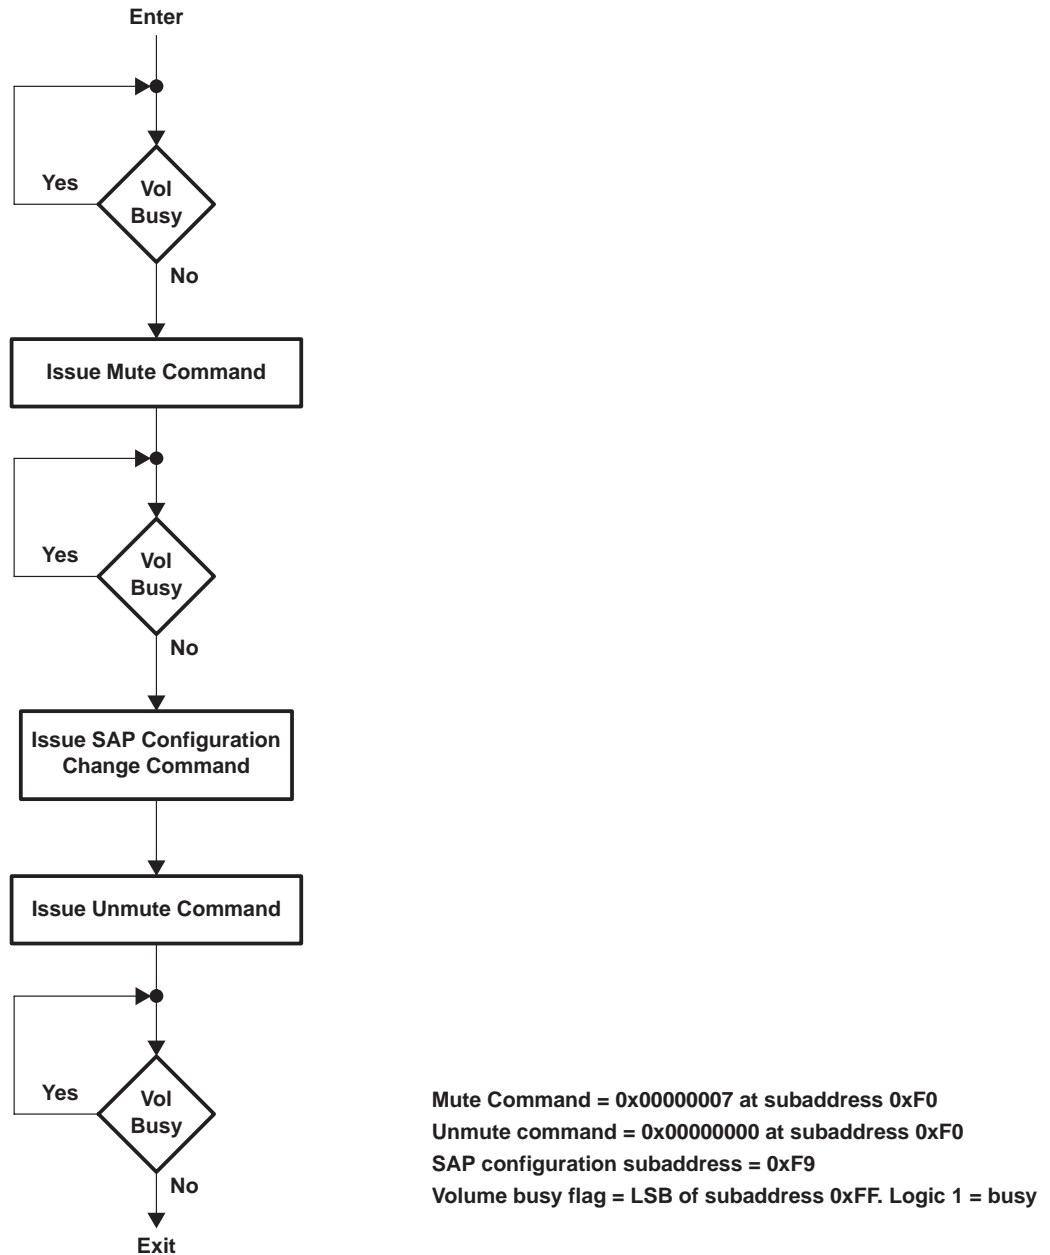 Enter
Yes
Vol
Busy
No
Issue Mute Command
Yes
Vol
Busy
No
Issue SAP Configuration
Change Command
Issue Unmute Command
Yes
Vol
Busy
No
Exit
Mute Command = 0x00000007 at subaddress 0xF0
Unmute command = 0x00000000 at subaddress 0xF0
SAP configuration subaddress = 0xF9
Volume busy flag = LSB of subaddress 0xFF. Logic 1 = busy